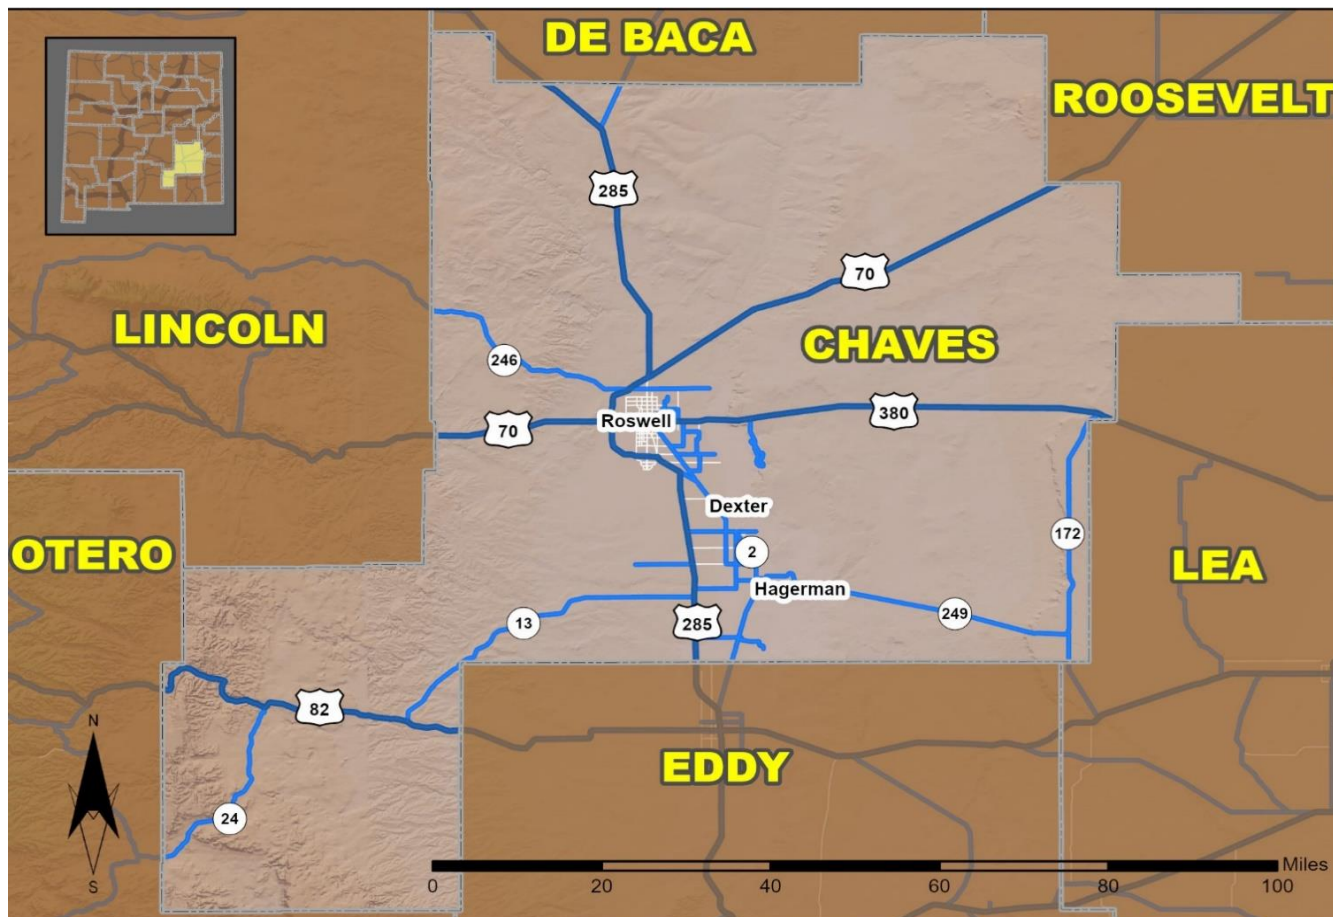 DE BACA
ROOSEVELT
285
70
LINCOLN
CHAVES
246
380
70
Roswell
Dexter
OTERO
172
2
LEA
Hagerman
249
13
285
82
N
EDDY
24
S
Miles
0 20 40 60 80 100